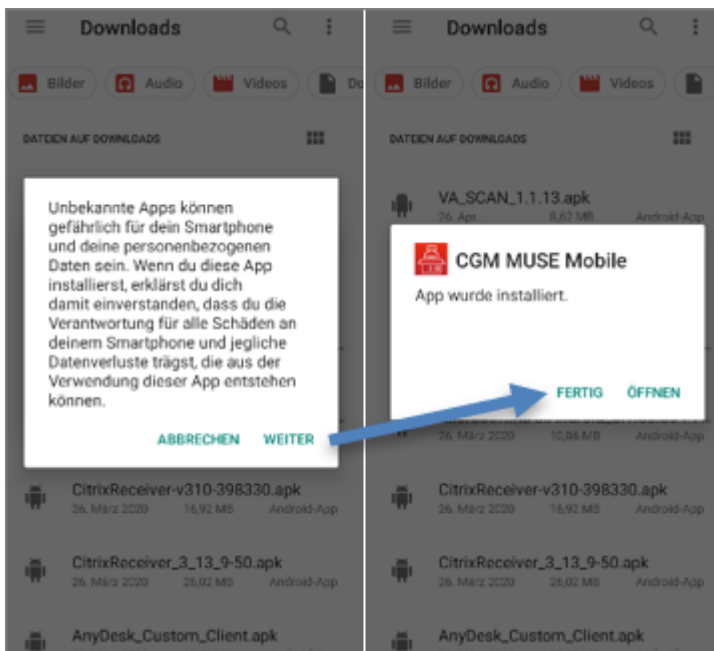 Downloads
Bilder
Audio
Videos
Do
DATEIEN AUF DOWNLOADS
Unbekannte Apps können
gefährlich für dein Smartphone
und deine personenbezogenen
Daten sein. Wenn du diese App
installierst, erklärst du dich
damit einverstanden, dass du die
Verantwortung für alle Schäden an
deinem Smartphone und jegliche
Datenverluste trägst, die aus der
Verwendung dieser App entstehen
können.
ABBRECHEN WEITER
CitrixReceiver-v310-398330.apk
26. März 2020 16,92 MB Android-App
CitrixReceiver_3_13_9-50.apk
26. März 2020 26,02 MB Android-App
AnyDesk_Custom_Client.apk
Downloads
Bilder
Audio
Videos
DATEIEN AUF DOWNLOADS
VA_SCAN_1.1.13.apk
26. Apr. 8,62 MB Android-App
CGM MUSE Mobile
App wurde installiert.
FERTIG ÖFFNEN
26. März 2020 10,86 MB Android-App
CitrixReceiver-v310-398330.apk
26. März 2020 16,92 MB Android-App
CitrixReceiver_3_13_9-50.apk
26. März 2020 26,02 MB Android-App
AnyDesk_Custom_Client.apk